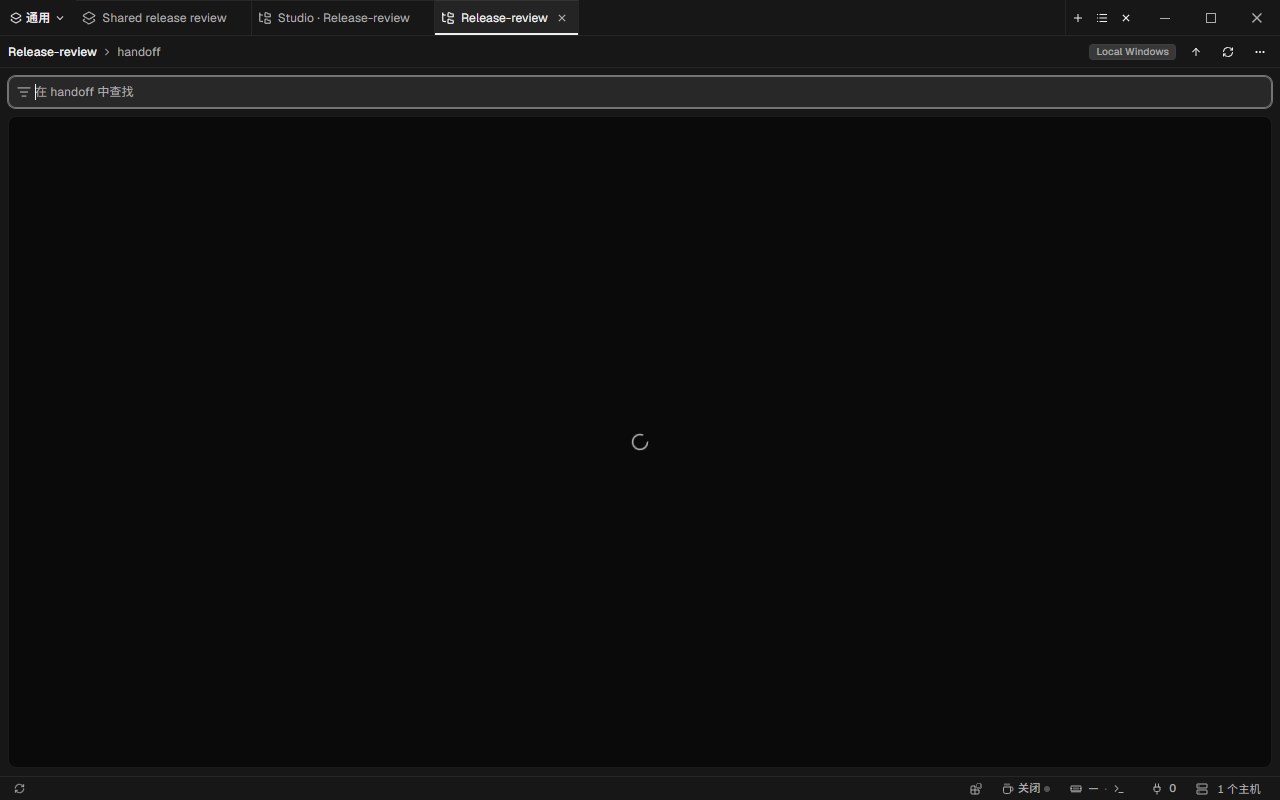 通用
Shared release review
Studio · Release-review
Release-review
Release-review > handoff
Local Windows
在 handoff 中查找
关闭
0
1 个主机